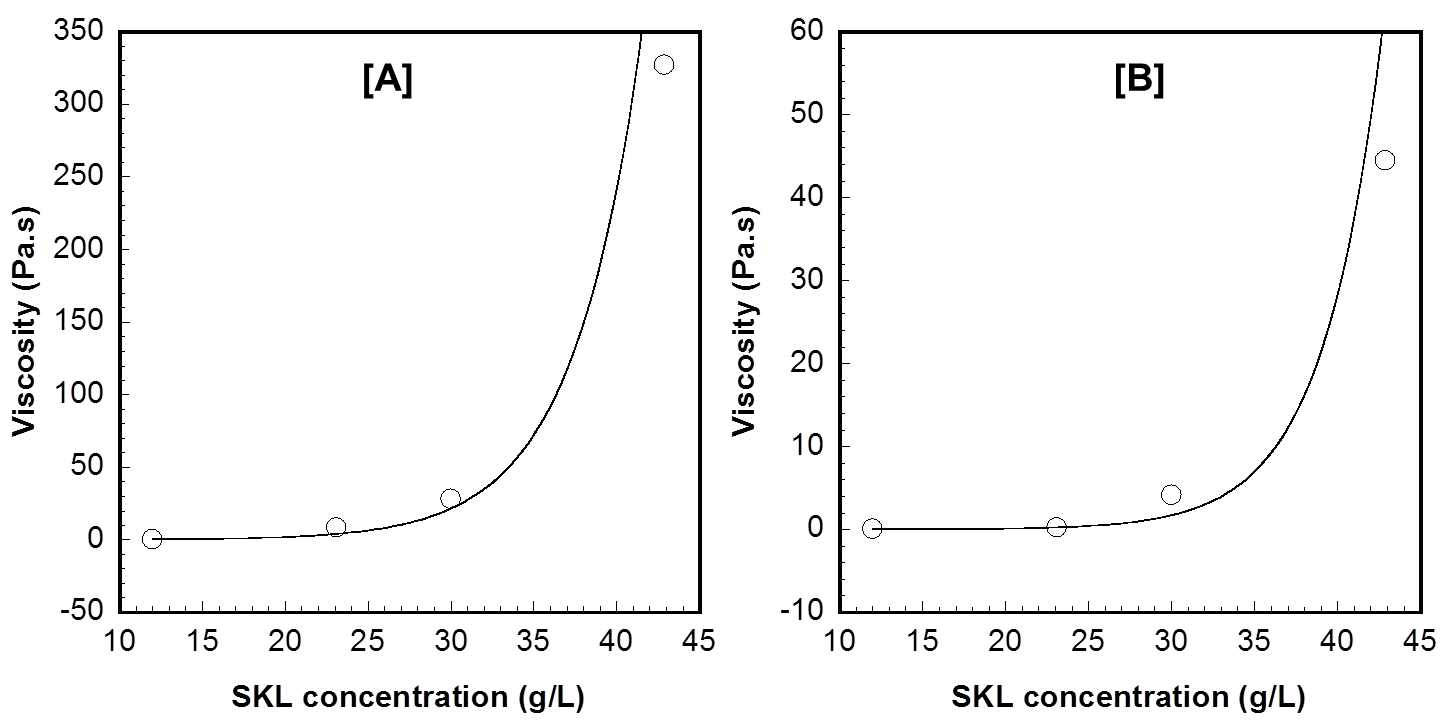 [A]
350
300
250
200
150
100
50
0
-50
Viscosity (Pa.s)
10 15 20 25 30 35 40 45
SKL concentration (g/L)
[B]
60
50
40
30
20
10
0
-10
Viscosity (Pa.s)
10 15 20 25 30 35 40 45
SKL concentration (g/L)